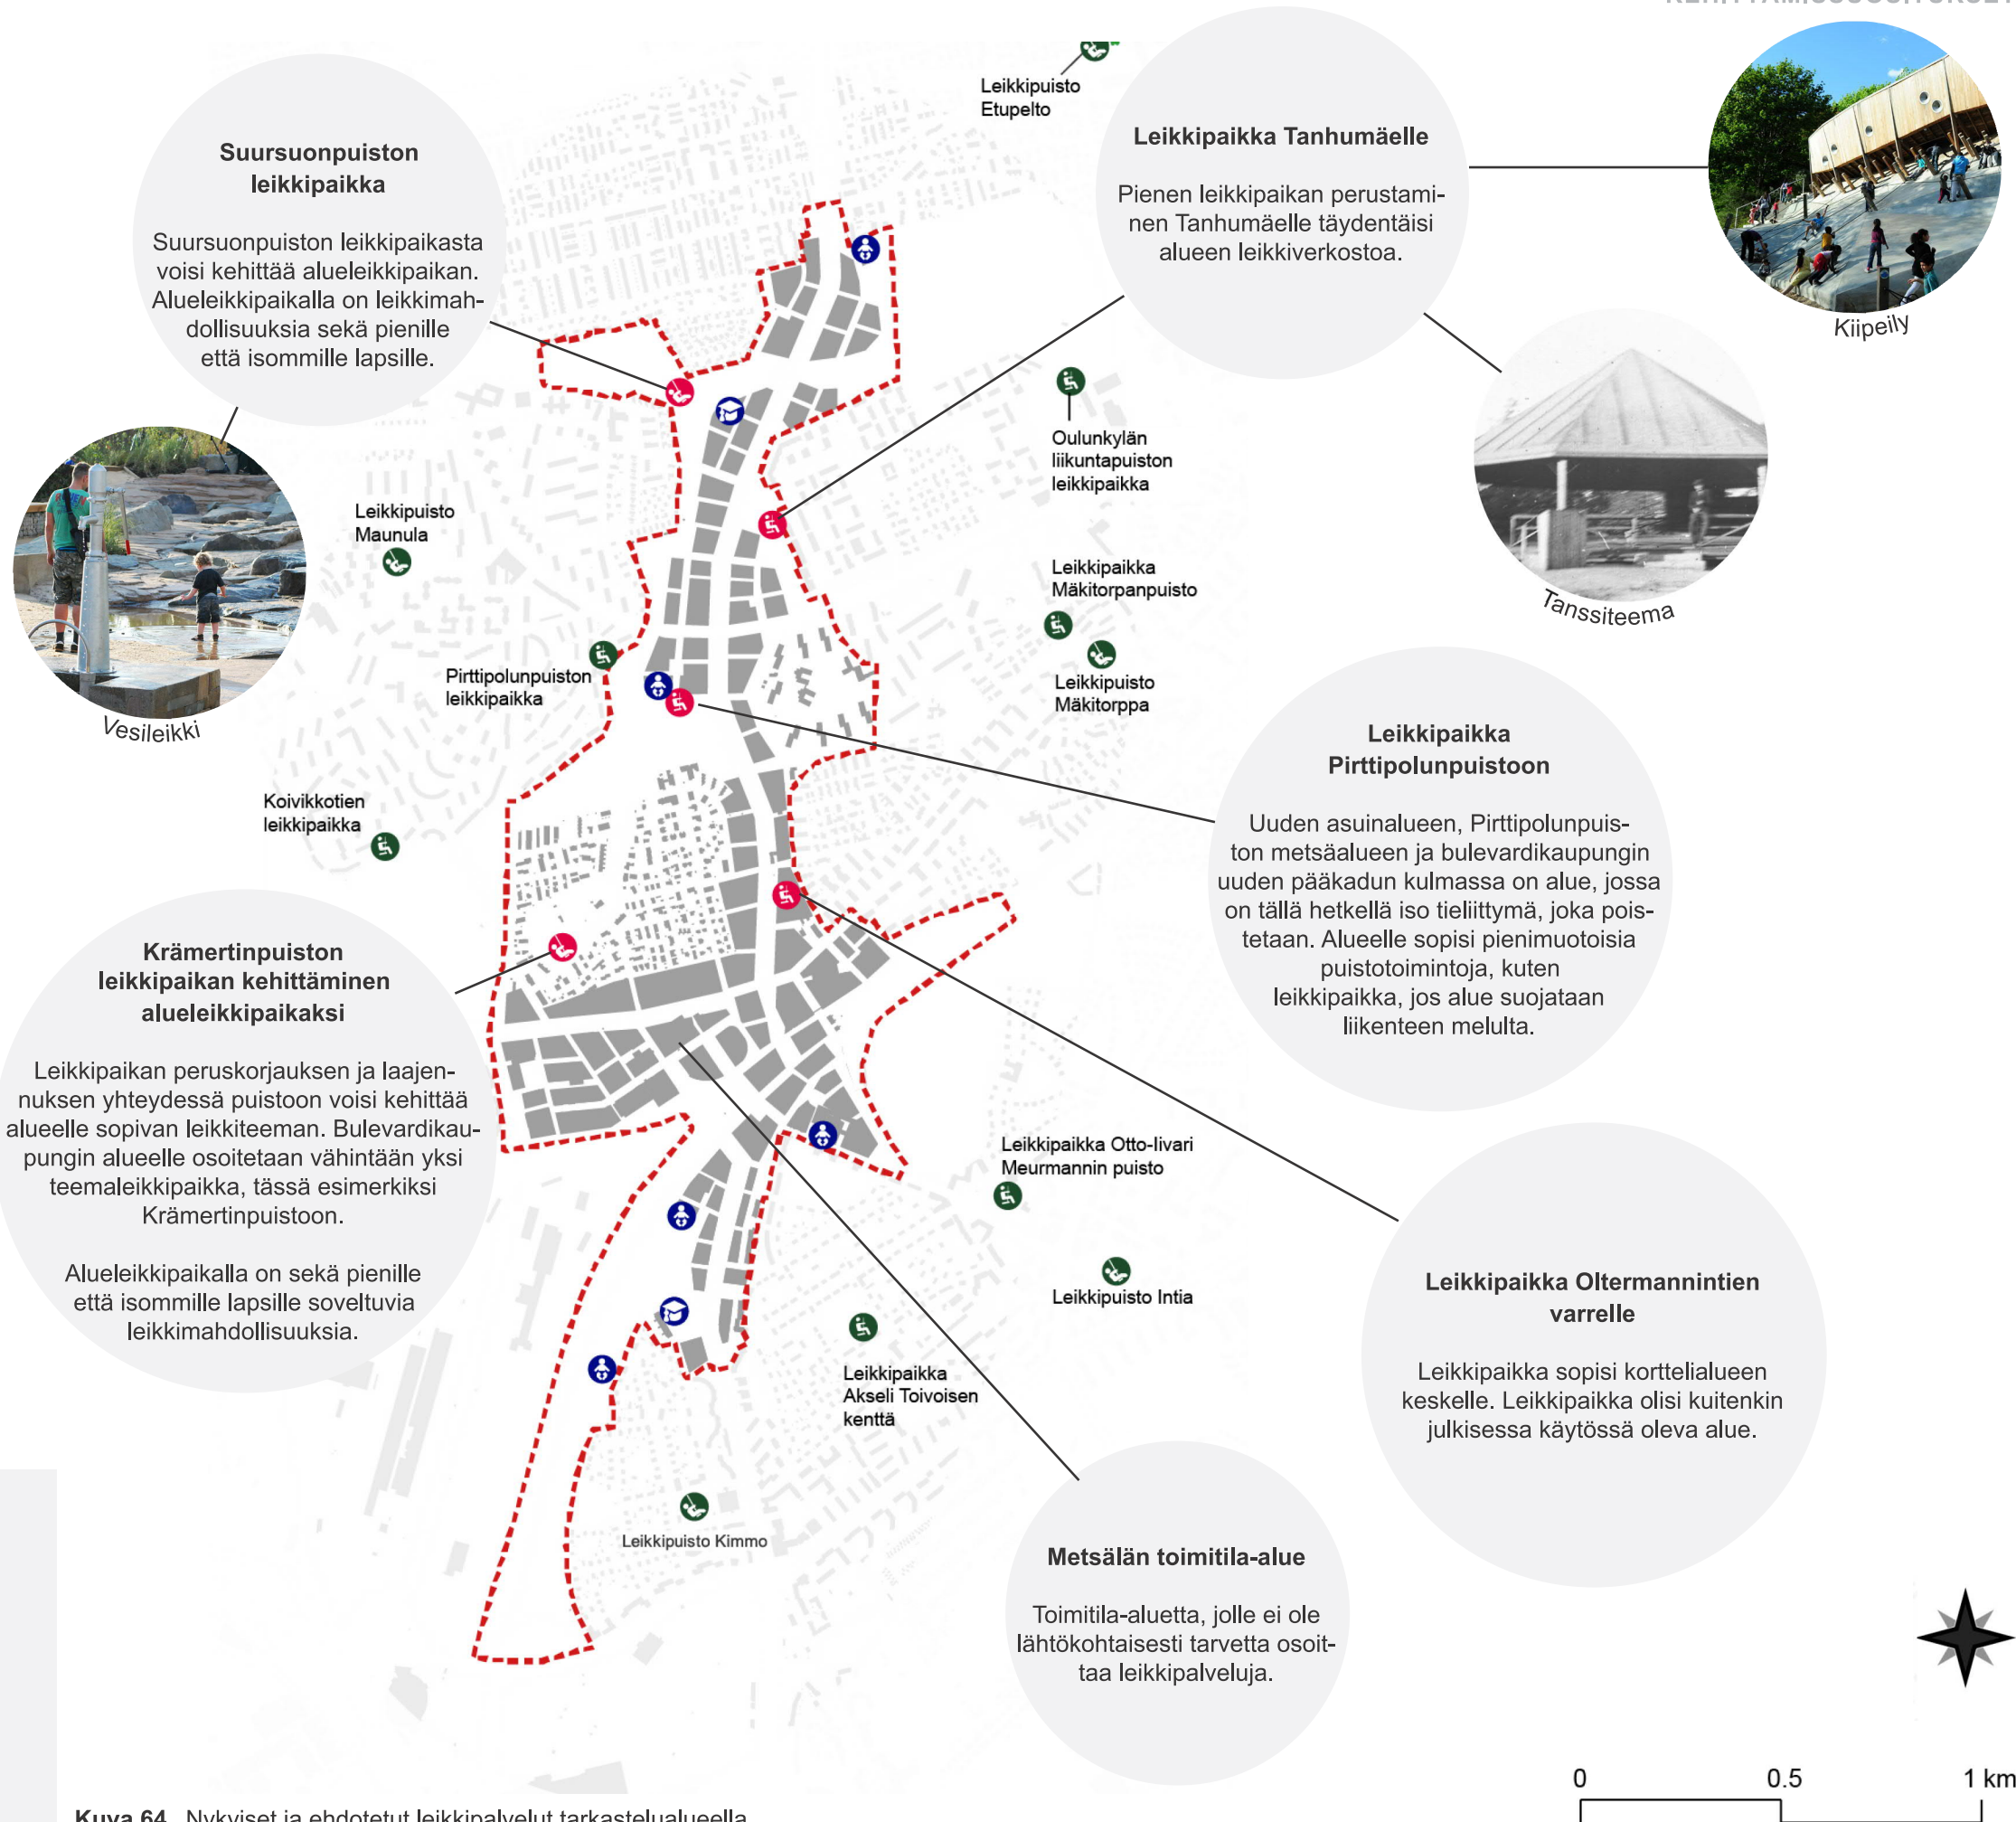 Leikkipuisto
Etupelto
Suursuonpuiston
leikkipaikka
Suursuonpuiston leikkipaikasta
voisi kehittää alueleikkipaikan.
Alueleikkipaikalla on leikkimah-
dollisuuksia sekä pienille
että isommille lapsille.
Leikkipaikka Tanhumäelle
Pienen leikkipaikan perustami-
nen Tanhumäelle täydentäisi
alueen leikkiverkostoa.
Kiipeily
Tanssiteema
Vesileikki
Oulunkylän
liikuntapuiston
leikkipaikka
Leikkipuisto
Maunula
Leikkipaikka
Mäkitorpanpuisto
Leikkipuisto
Mäkitorppa
Pirttipolunpuiston
leikkipaikka
Koivikkotien
leikkipaikka
Leikkipaikka
Pirttipolunpuistoon
Uuden asuinalueen, Pirttipolunpuis-
ton metsäalueen ja bulevardikaupungin
uuden pääkadun kulmassa on alue, jossa
on tällä hetkellä iso tieliittymä, joka pois-
tetaan. Alueelle sopisi pienimuotoisia
puistotoimintoja, kuten
leikkipaikka, jos alue suojataan
liikenteen melulta.
Krämertinpuiston
leikkipaikan kehittäminen
alueleikkipaikaksi
Leikkipaikan peruskorjauksen ja laajen-
nuksen yhteydessä puistoon voisi kehittää
alueelle sopivan leikkiteeman. Bulevardikau-
pungin alueelle osoitetaan vähintään yksi
teemaleikkipaikka, tässä esimerkiksi
Krämertinpuistoon.
Alueleikkipaikalla on sekä pienille
että isommille lapsille soveltuvia
leikkimahdollisuuksia.
Leikkipaikka Otto-Iivari
Meurmannin puisto
Leikkipuisto Intia
Leikkipaikka
Akseli Toivoisen
kenttä
Leikkipuisto Kimmo
Leikkipaikka Oltermannintien
varrelle
Leikkipaikka sopisi korttelialueen
keskelle. Leikkipaikka olisi kuitenkin
julkisessa käytössä oleva alue.
Metsälän toimitila-alue
Toimitila-aluetta, jolle ei ole
lähtökohtaisesti tarvetta osoit-
taa leikkipalveluja.
0 0.5 1 km
Kuva 64. Nykyiset ja ehdotetut leikkipalvelut tarkastelualueella